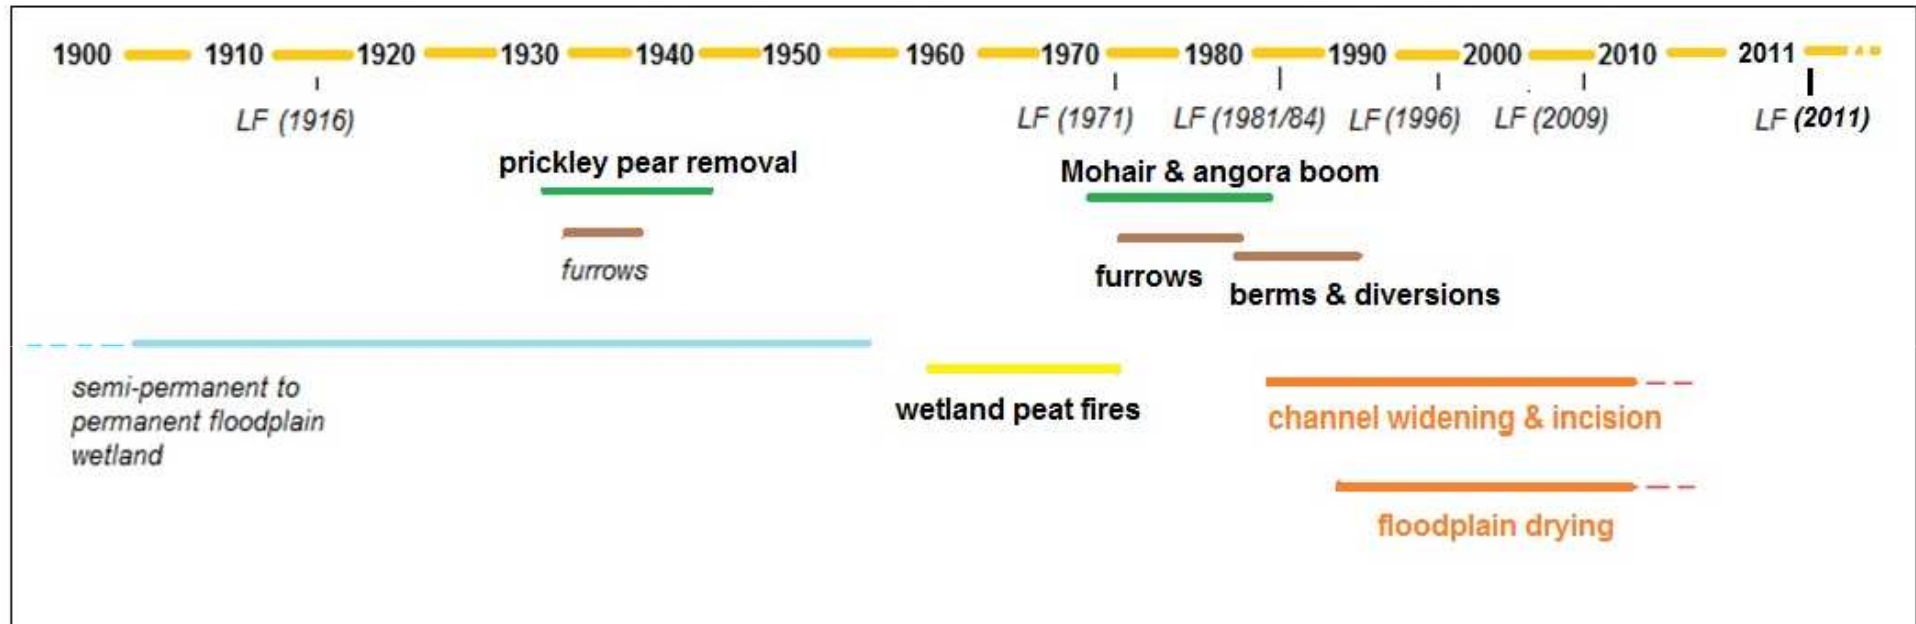 1900 1910 1920 1930 1940 1950 1960 1970 1980 1990 2000 2010 2011
LF (1916) LF (1971) LF (1981/84) LF (1996) LF (2009) LF (2011)
prickley pear removal
Mohair & angora boom
furrows
furrows
berms & diversions
semi-permanent to
permanent floodplain
wetland
wetland peat fires
channel widening & incision
floodplain drying